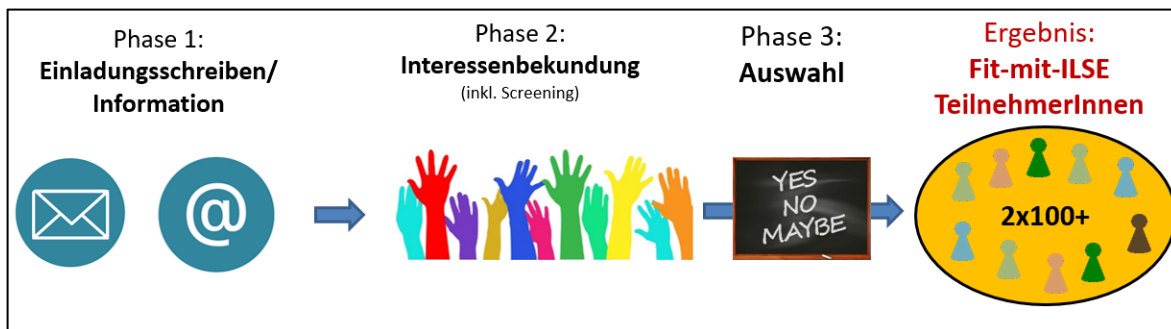 Phase 1:
Einladungsschreiben/
Information
Phase 2:
Interessenbekundung
(inkl. Screening)
Phase 3:
Auswahl
Ergebnis:
Fit-mit-ILSE
TeilnehmerInnen
@
YES
NO
MAYBE
2x100+